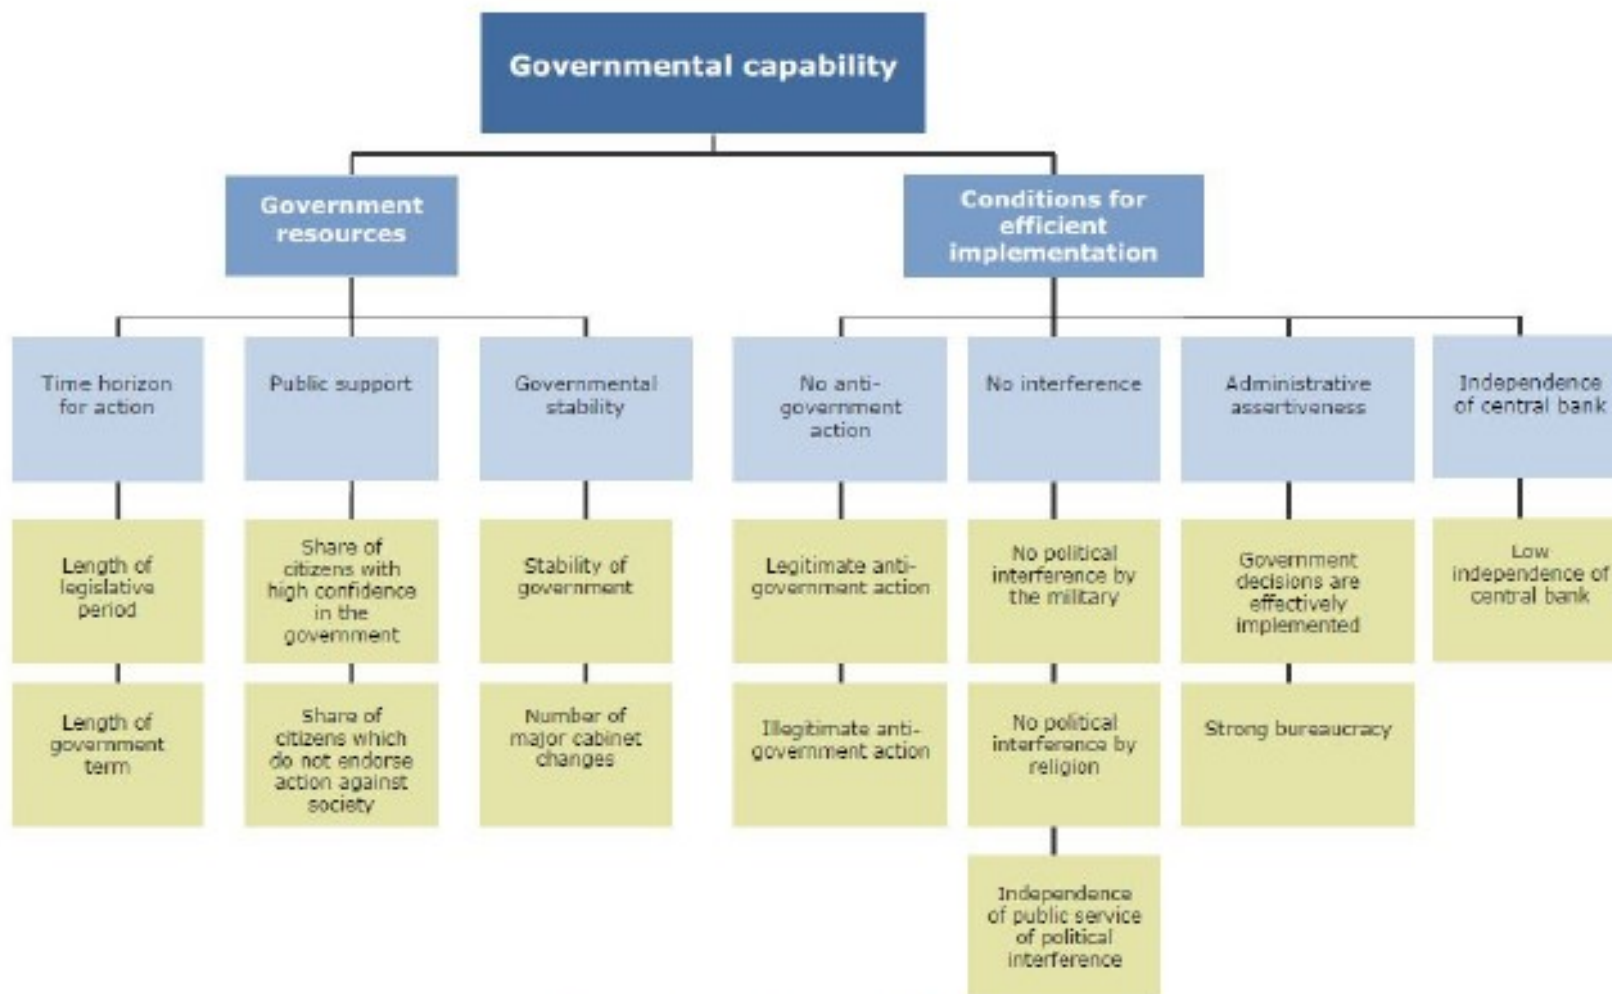 Governmental capability
Government
resources
Conditions for
efficient
implementation
Time horizon
for action
Public support
Governmental
stability
No anti-
government
action
No interference
Administrative
assertiveness
Independence
of central bank
Length of
legislative
period
Share of
citizens with
high confidence
in the
government
Stability of
government
Legitimate anti-
government action
No political
interference by
the military
Government
decisions are
effectively
implemented
Low
independence of
central bank
Length of
government
term
Share of
citizens which
do not endorse
action against
society
Number of
major cabinet
changes
Illegitimate anti-
government action
No political
interference by
religion
Strong bureaucracy
Independence
of public service
of political
interference